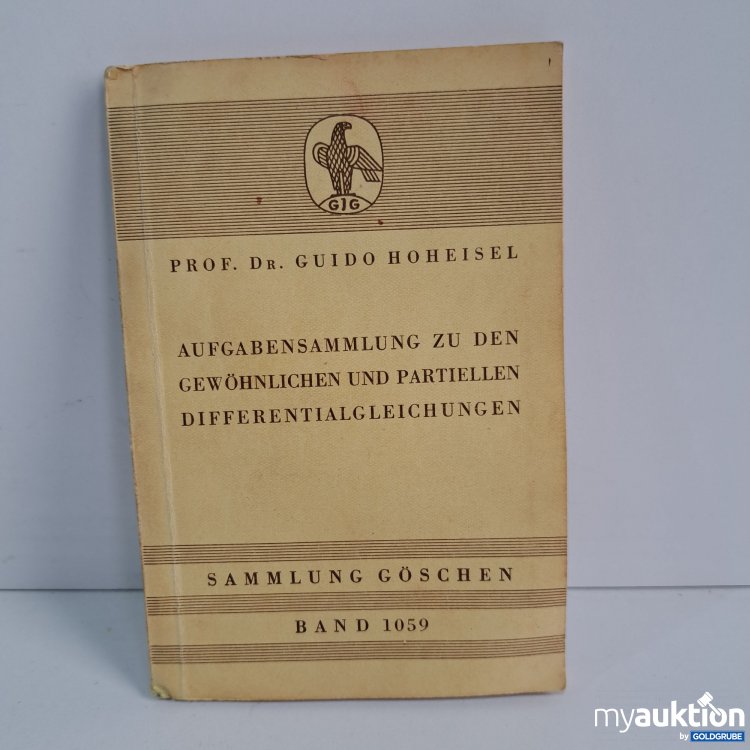 GJG
PROF. DR. GUIDO HOHEISEL
AUFGABENSAMMLUNG ZU DEN
GEWÖHNLICHEN UND PARTIELLEN
DIFFERENTIALGLEICHUNGEN
SAMMLUNG GÖSCHEN
BAND 1059
myauktion
by GOLDGRUBE